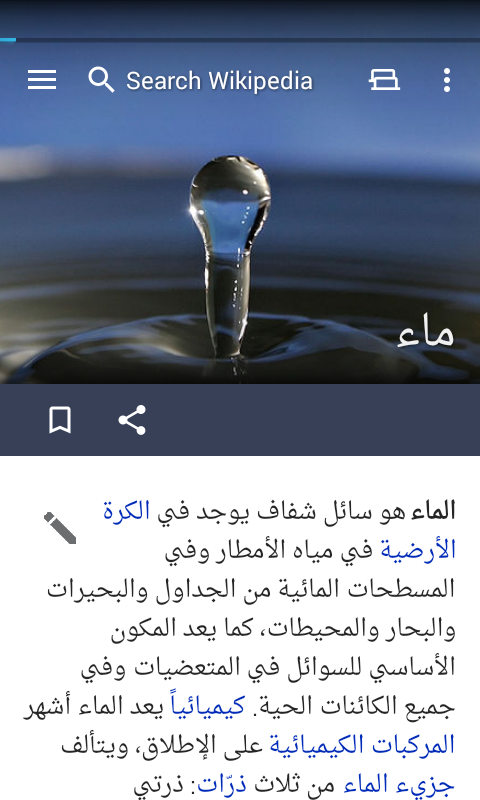 Search Wikipedia
ماء
الماء هو سائل شفاف يوجد في الكرة
الأرضية في مياه الأمطار وفي
المسطحات المائية من الجداول والبحيرات
والبحار والمحيطات، كما يعد المكون
الأساسي للسوائل في المتعضيات وفي
جميع الكائنات الحية. كيميائياً يعد الماء أشهر
المركبات الكيميائية على الإطلاق، ويتألف
جزيء الماء من ثلاث ذرّات: ذرتي